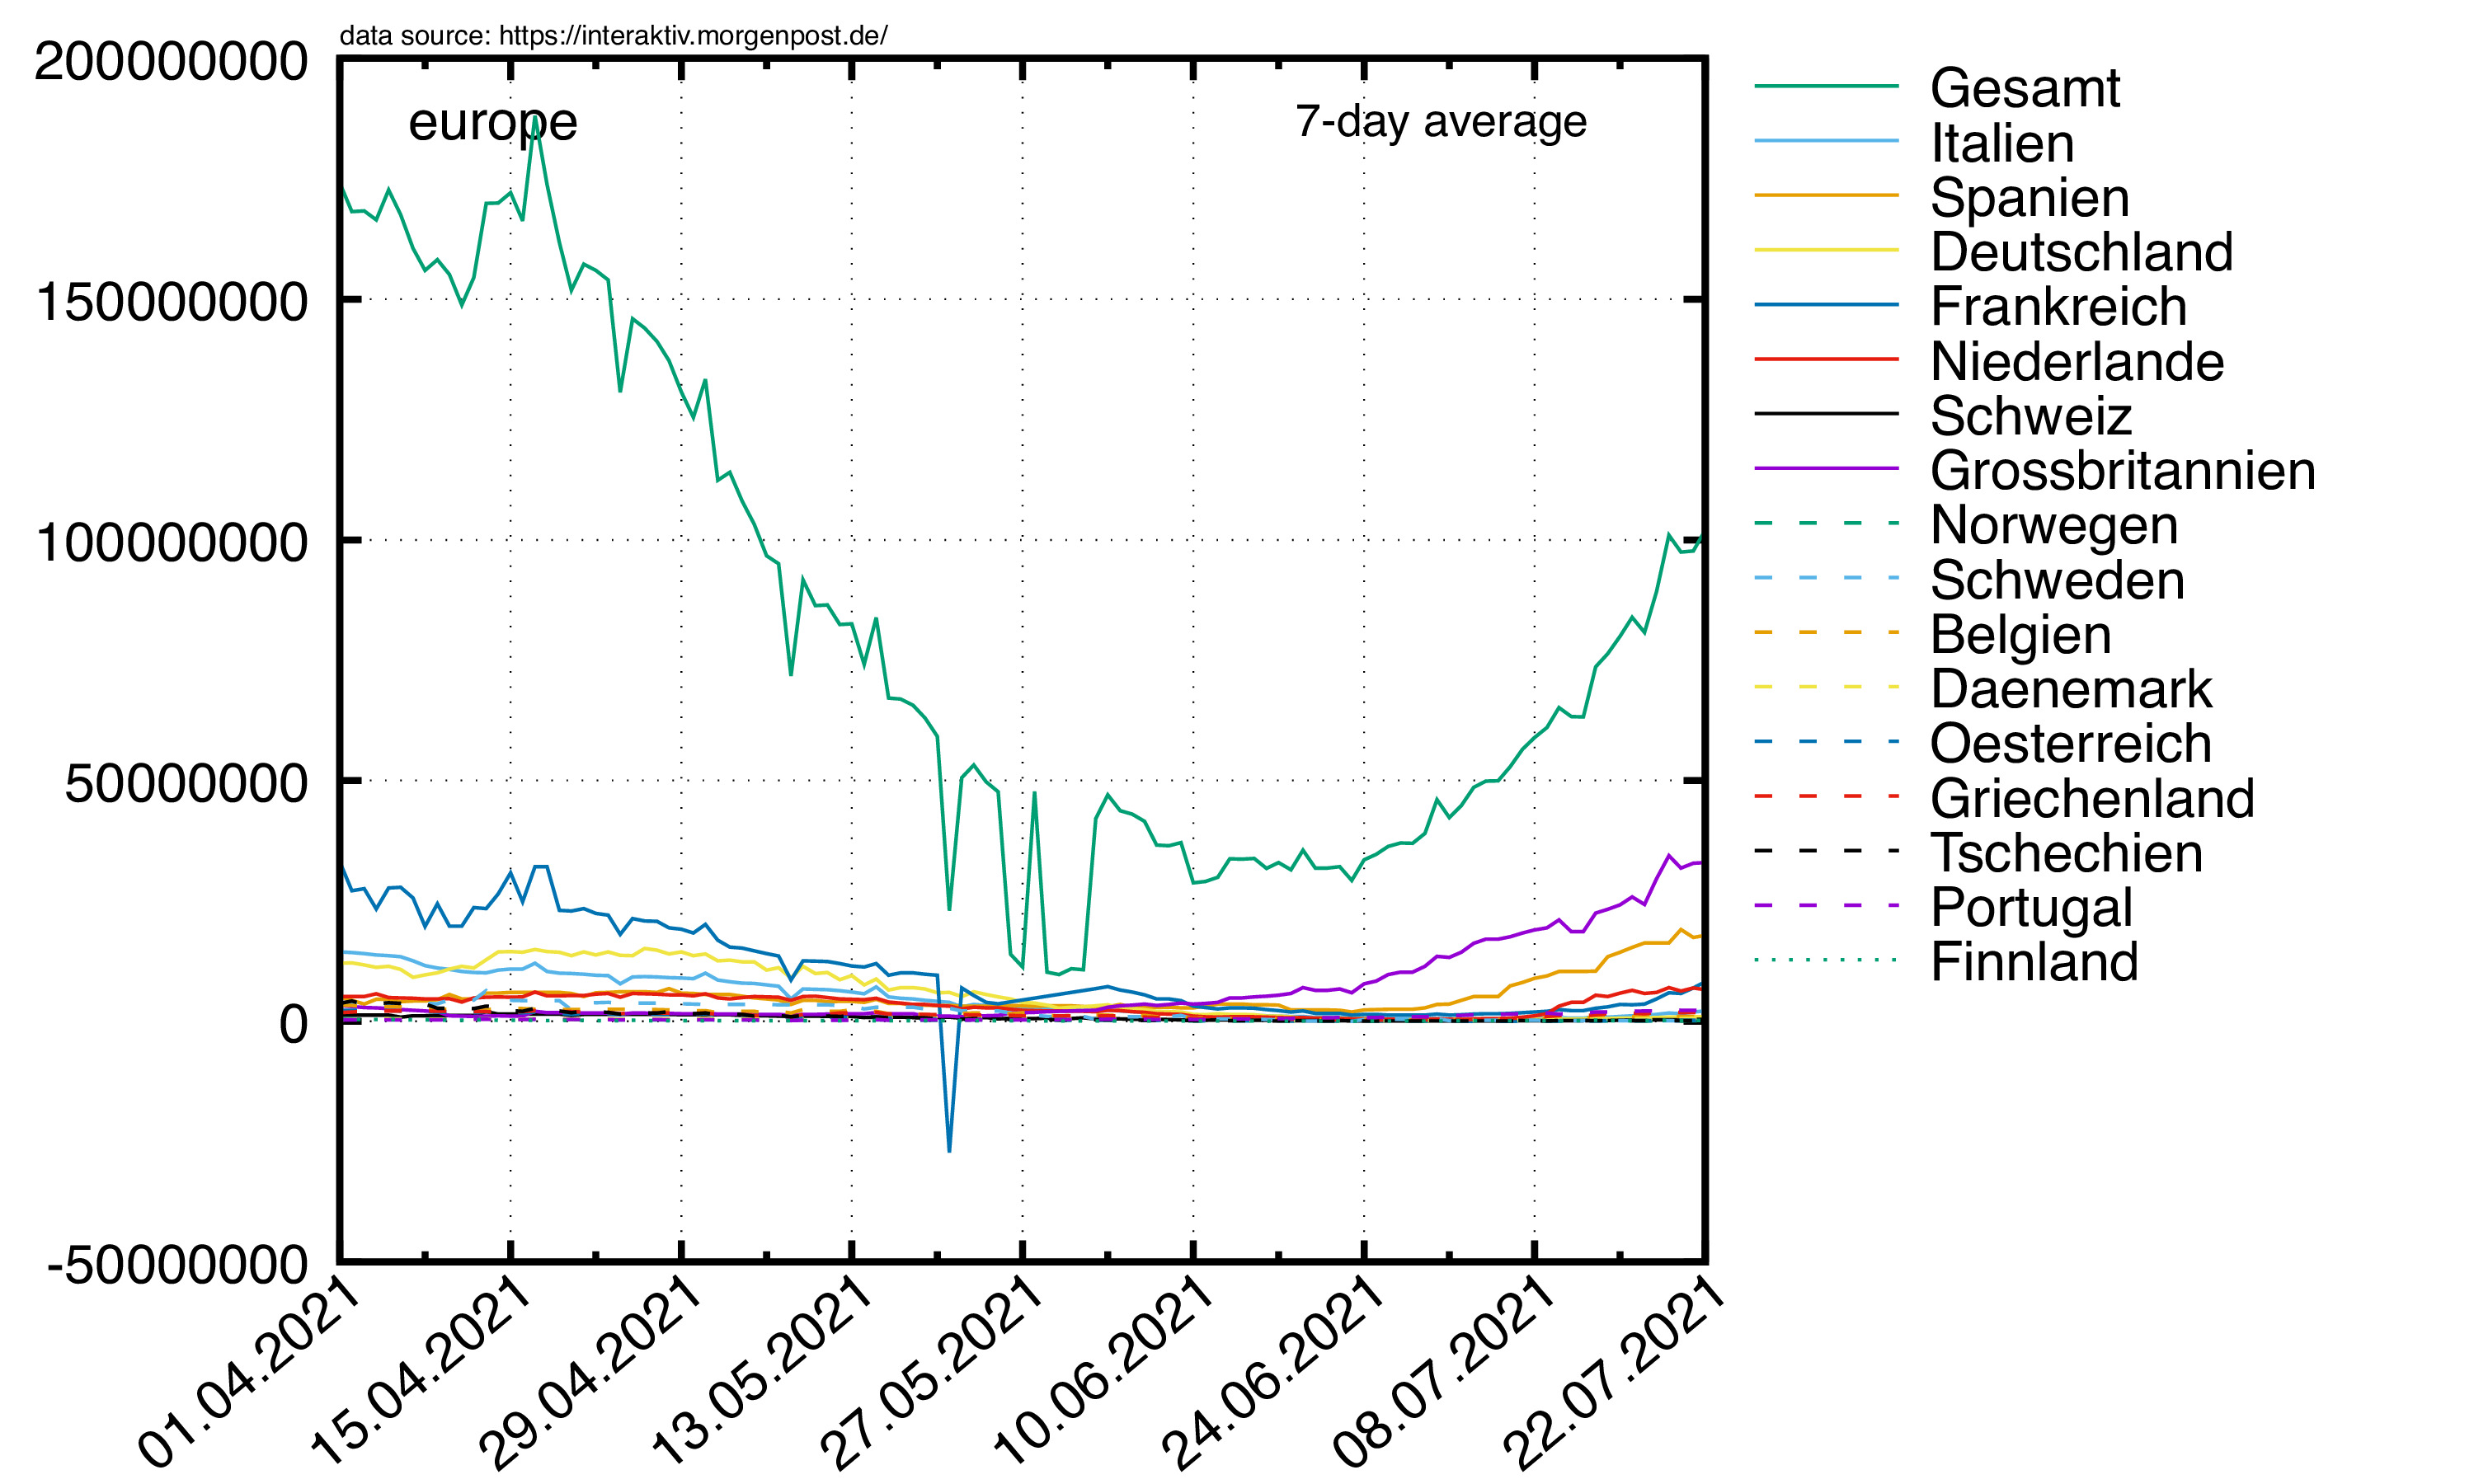 data source: https://interaktiv.morgenpost.de/
europe
7-day average
200000000
150000000
100000000
50000000
0
-50000000
01.04.2021
15.04.2021
29.04.2021
13.05.2021
27.05.2021
10.06.2021
24.06.2021
08.07.2021
22.07.2021
Gesamt
Italien
Spanien
Deutschland
Frankreich
Niederlande
Schweiz
Grossbritannien
Norwegen
Schweden
Belgien
Daenemark
Oesterreich
Griechenland
Tschechien
Portugal
Finnland